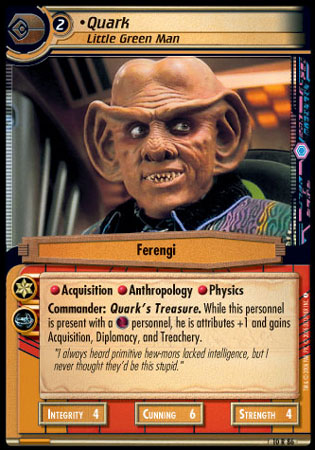 2 •Quark
Little Green Man
Ferengi
Acquisition Anthropology Physics
Commander: Quark's Treasure. While this personnel
is present with a personnel, he is attributes +1 and gains
Acquisition, Diplomacy, and Treachery.
"I always heard primitive hew-mons lacked intelligence, but I
never thought they'd be this stupid."
INTEGRITY 4 CUNNING 6 STRENGTH 4
10 R 86